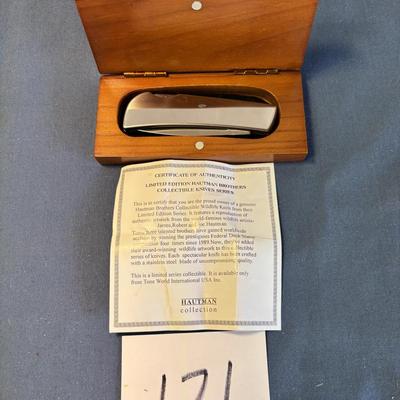 CERTIFICATE OF AUTHENTICITY
LIMITED EDITION HAUTMAN BROTHERS
COLLECTIBLE KNIVES SERIES
This is to certify that you are the proud owner of a genuine
Hautman Brothers Collectible Wildlife Knife from their
Limited Edition Series. It features a reproduction of
authentic artwork from the world-famous wildlife artists-
James, Robert and Joe Hautman.
These three talented brothers have gained worldwide
acclaim by winning the prestigious Federal Duck Stamp
four times since 1989. Now, they've added
their award-winning wildlife artwork to this collectible
series of knives. Each spectacular knife has been crafted
with a stainless steel blade of uncompromising quality.
This is a limited series collectible. It is available only
from Tone World International USA Inc.
HAUTMAN
collection
171